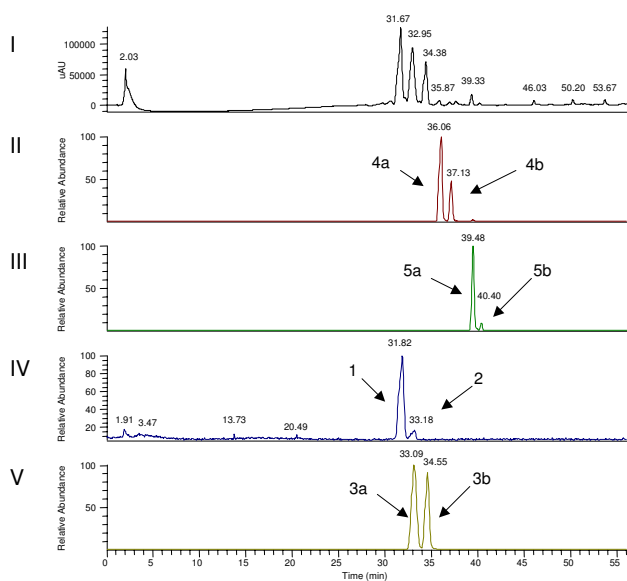 I
uAU
100000
50000
0
2.03
31.67
32.95
34.38
35.87
39.33
46.03
50.20
53.67
II
Relative Abundance
100
50
36.06
4a
37.13
4b
III
Relative Abundance
100
50
39.48
5a
40.40
5b
IV
Relative Abundance
100
80
60
40
20
31.82
1
2
1.91
3.47
13.73
20.49
33.18
V
Relative Abundance
100
50
33.09
34.55
3a
3b
0 5 10 15 20 25 30 35 40 45 50 55
Time (min)